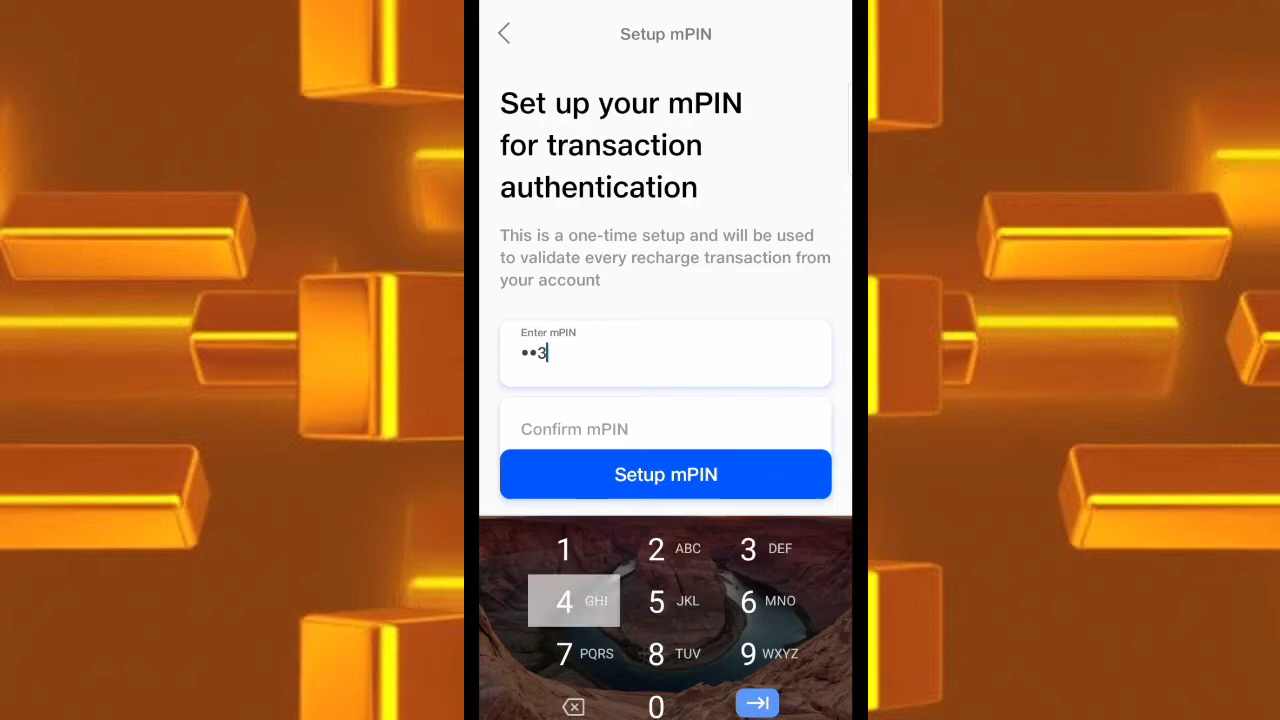 Setup mPIN
Set up your mPIN
for transaction
authentication
This is a one-time setup and will be used
to validate every recharge transaction from
your account
Enter mPIN
••3
Confirm mPIN
Setup mPIN
1 2 ABC 3 DEF
4 GHI 5 JKL 6 MNO
7 PQRS 8 TUV 9 WXYZ
0